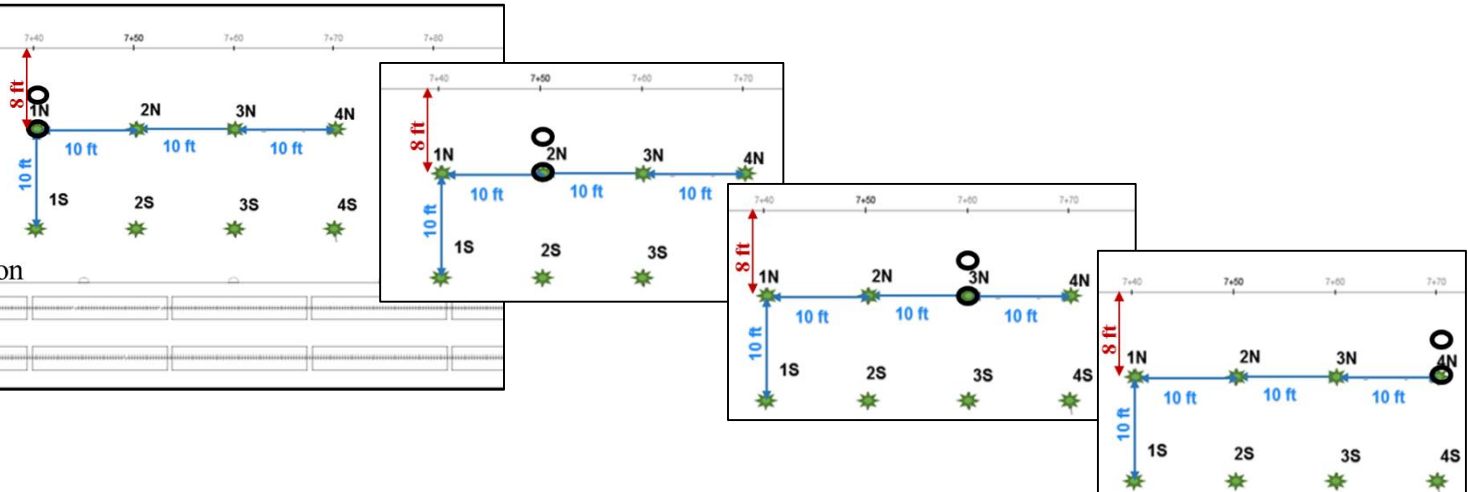 7+40 7+50 7+60 7+70 7+80
8 ft
1N 2N 3N 4N
10 ft 10 ft 10 ft
10 ft
1S 2S 3S 4S
on
7+40 7+50 7+60 7+70
8 ft
1N 2N 3N 4N
10 ft 10 ft 10 ft
10 ft
1S 2S 3S
7+40 7+50 7+60 7+70
8 ft
1N 2N 3N 4N
10 ft 10 ft 10 ft
10 ft
1S 2S 3S 4S
7+40 7+50 7+60 7+70
8 ft
1N 2N 3N 4N
10 ft 10 ft 10 ft
10 ft
1S 2S 3S 4S